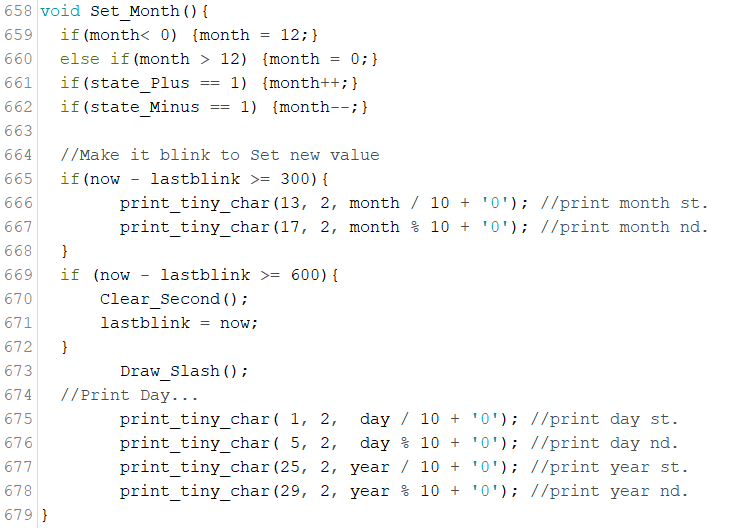 658 void Set_Month(){
659   if(month< 0) {month = 12;}
660   else if(month > 12) {month = 0;}
661   if(state_Plus == 1) {month++;}
662   if(state_Minus == 1) {month--;}
663
664   //Make it blink to Set new value
665   if(now - lastblink >= 300){
666         print_tiny_char(13, 2, month / 10 + '0'); //print month st.
667         print_tiny_char(17, 2, month % 10 + '0'); //print month nd.
668   }
669   if (now - lastblink >= 600){
670       Clear_Second();
671       lastblink = now;
672   }
673         Draw_Slash();
674   //Print Day...
675         print_tiny_char( 1, 2,  day / 10 + '0'); //print day st.
676         print_tiny_char( 5, 2,  day % 10 + '0'); //print day nd.
677         print_tiny_char(25, 2, year / 10 + '0'); //print year st.
678         print_tiny_char(29, 2, year % 10 + '0'); //print year nd.
679 }